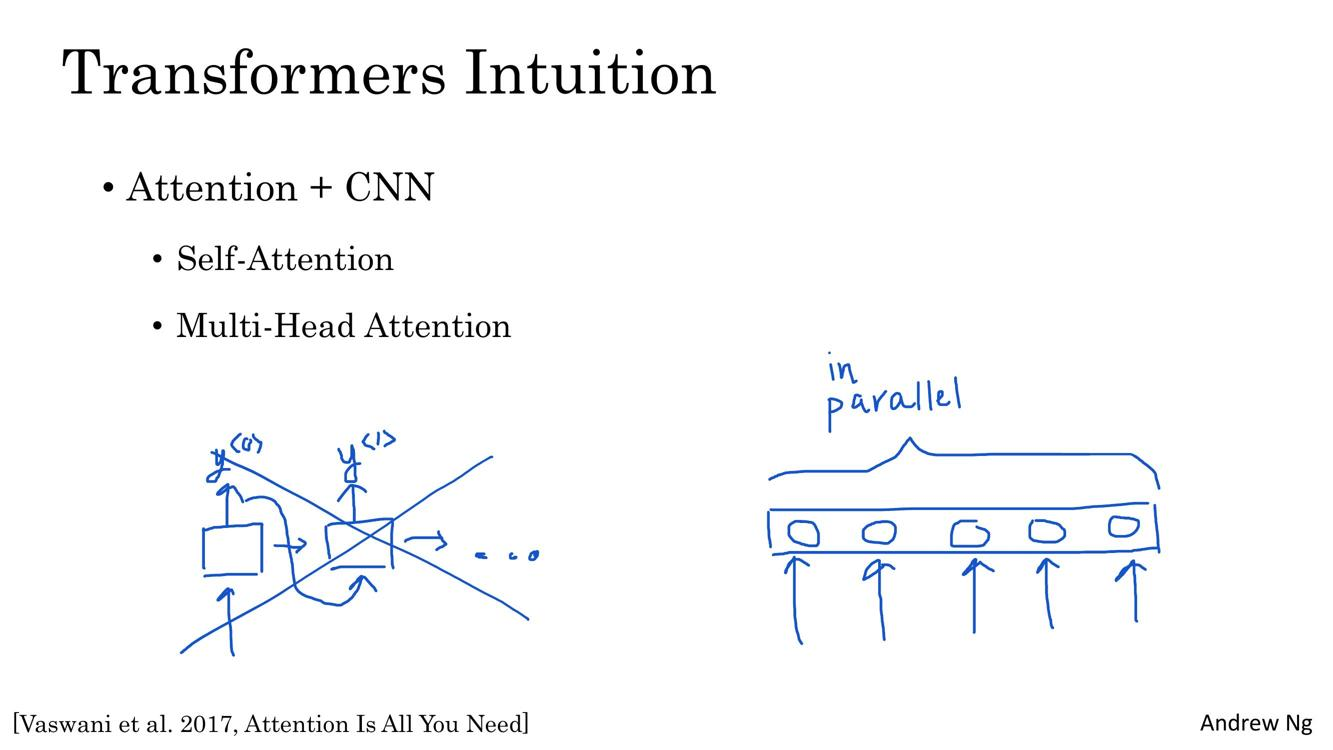 Transformers Intuition
• Attention + CNN
• Self-Attention
• Multi-Head Attention
in
parallel
y<0> y<1>
[Vaswani et al. 2017, Attention Is All You Need]
Andrew Ng